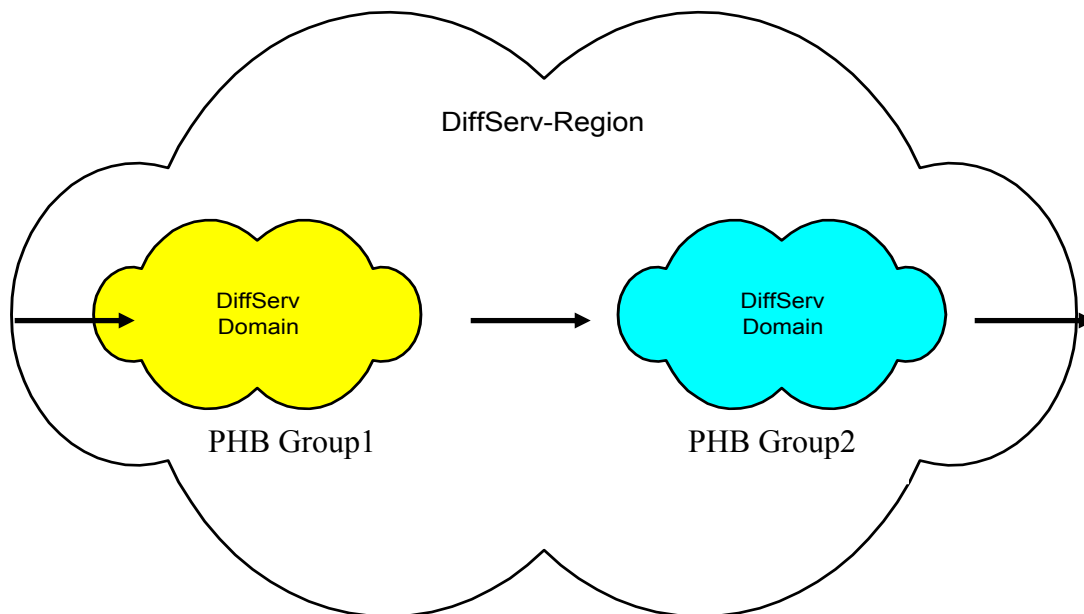 DiffServ-Region
DiffServ
Domain
DiffServ
Domain
PHB Group1
PHB Group2